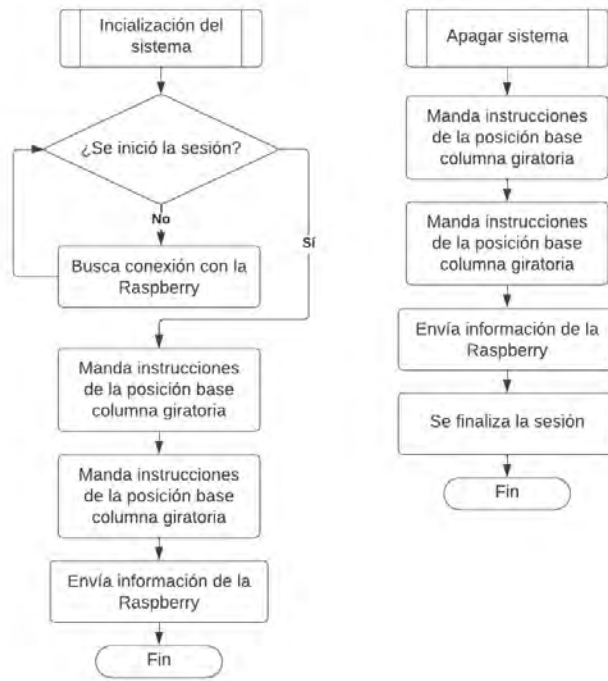 Incialización del
sistema
¿Se inició la sesión?
No
Sí
Busca conexión con la
Raspberry
Manda instrucciones
de la posición base
columna giratoria
Manda instrucciones
de la posición base
columna giratoria
Envía información de la
Raspberry
Fin
Apagar sistema
Manda instrucciones
de la posición base
columna giratoria
Manda instrucciones
de la posición base
columna giratoria
Envía información de la
Raspberry
Se finaliza la sesión
Fin